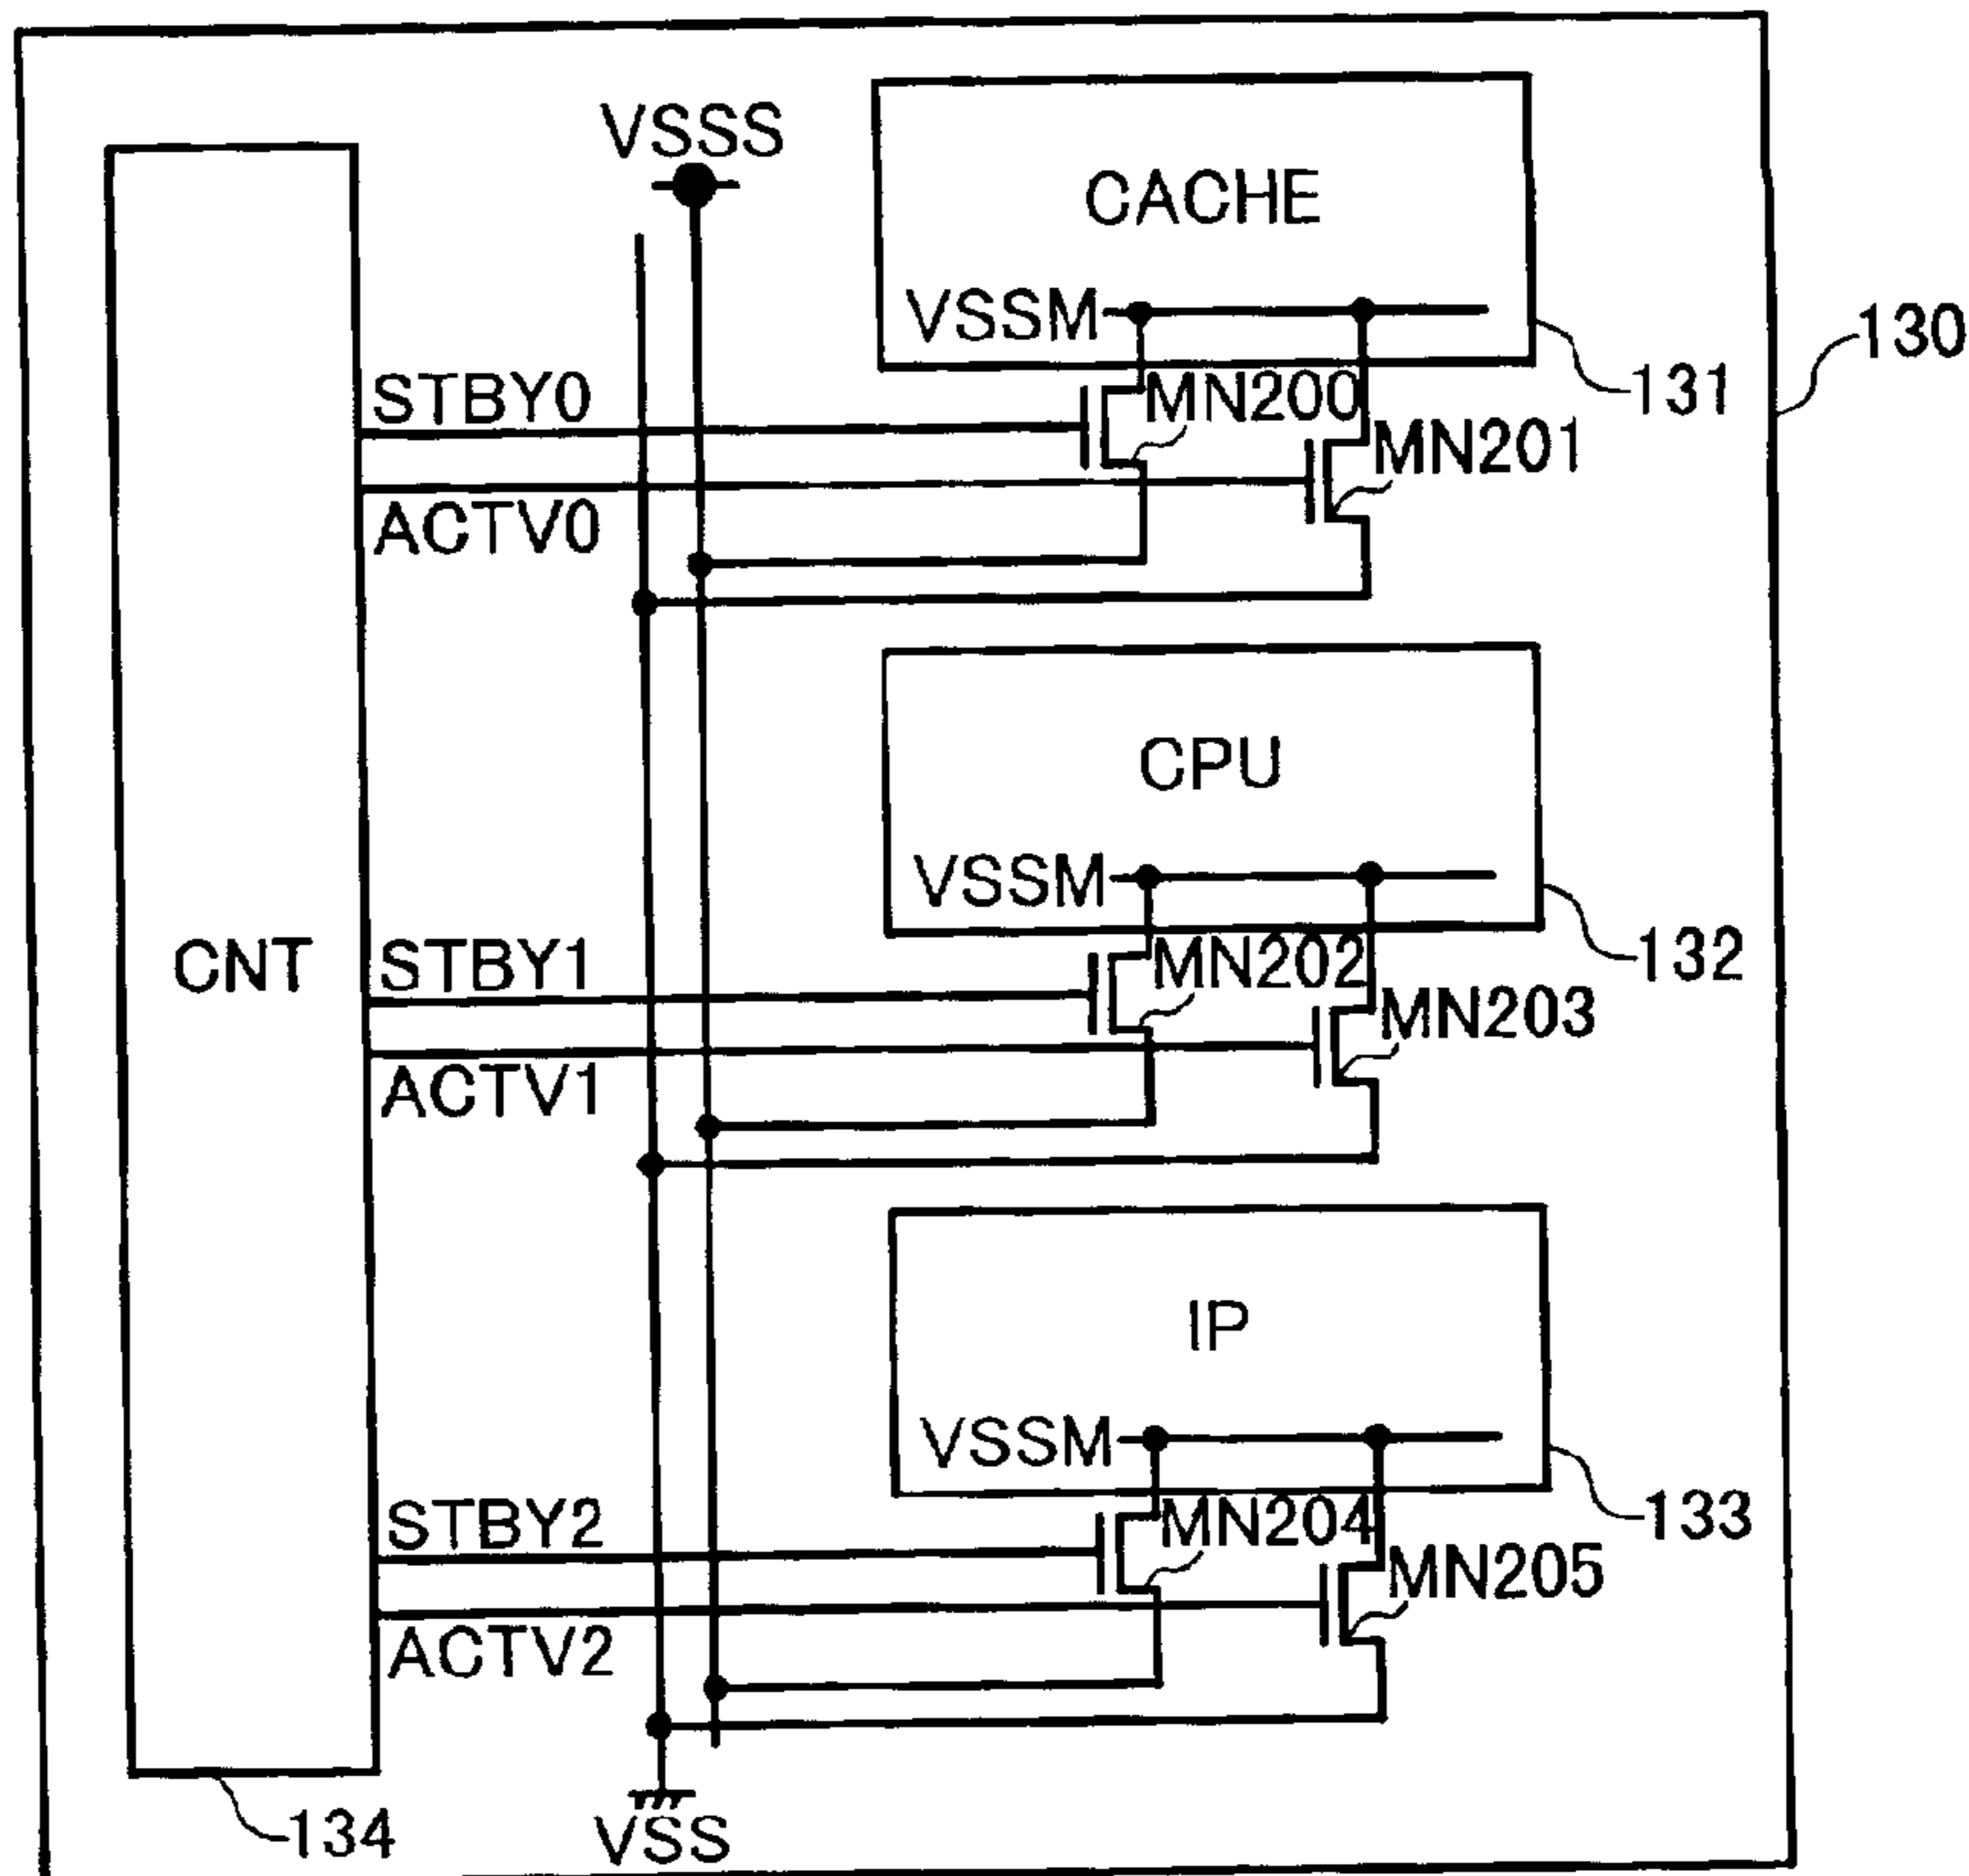 VSSS
CACHE
VSSM
130
131
STBY0
MN200
MN201
ACTV0
CPU
VSSM
132
CNT
STBY1
MN202
MN203
ACTV1
IP
VSSM
133
STBY2
MN204
MN205
ACTV2
134
VSS